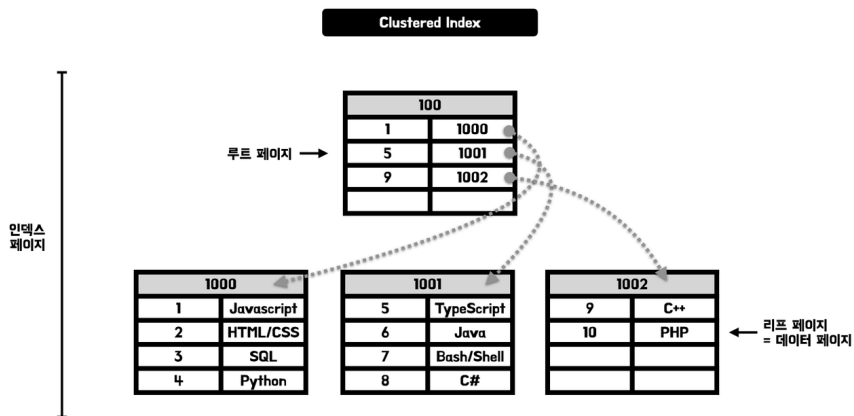 Clustered Index
100
1 1000
루트 페이지
5 1001
9 1002
인덱스
페이지
1000
1 Javascript
2 HTML/CSS
3 SQL
4 Python
1001
5 TypeScript
6 Java
7 Bash/Shell
8 C#
1002
9 C++
10 PHP
리프 페이지
= 데이터 페이지